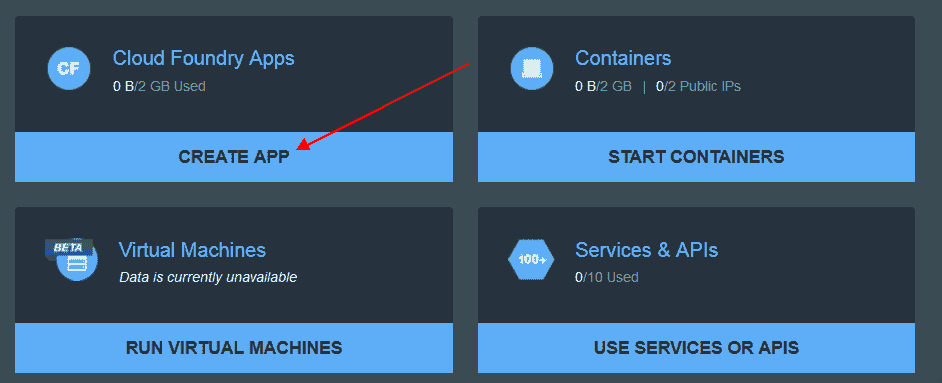 CF
Cloud Foundry Apps
0 B/2 GB Used
CREATE APP
Containers
0 B/2 GB | 0/2 Public IPs
START CONTAINERS
BETA
Virtual Machines
Data is currently unavailable
RUN VIRTUAL MACHINES
100+
Services & APIs
0/10 Used
USE SERVICES OR APIS